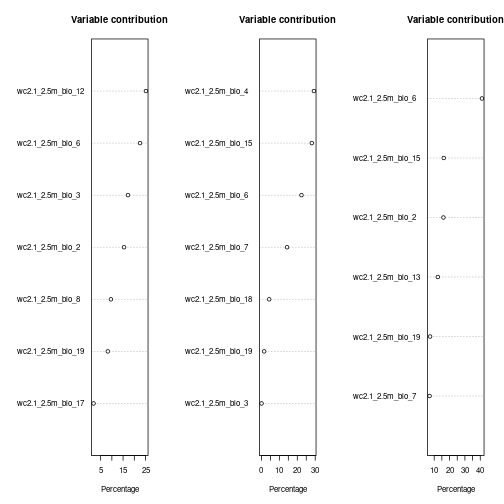 Variable contribution
wc2.1_2.5m_bio_12
wc2.1_2.5m_bio_6
wc2.1_2.5m_bio_3
wc2.1_2.5m_bio_2
wc2.1_2.5m_bio_8
wc2.1_2.5m_bio_19
wc2.1_2.5m_bio_17
5 15 25
Percentage
Variable contribution
wc2.1_2.5m_bio_4
wc2.1_2.5m_bio_15
wc2.1_2.5m_bio_6
wc2.1_2.5m_bio_7
wc2.1_2.5m_bio_18
wc2.1_2.5m_bio_19
wc2.1_2.5m_bio_3
0 10 20 30
Percentage
Variable contribution
wc2.1_2.5m_bio_6
wc2.1_2.5m_bio_15
wc2.1_2.5m_bio_2
wc2.1_2.5m_bio_13
wc2.1_2.5m_bio_19
wc2.1_2.5m_bio_7
10 20 30 40
Percentage